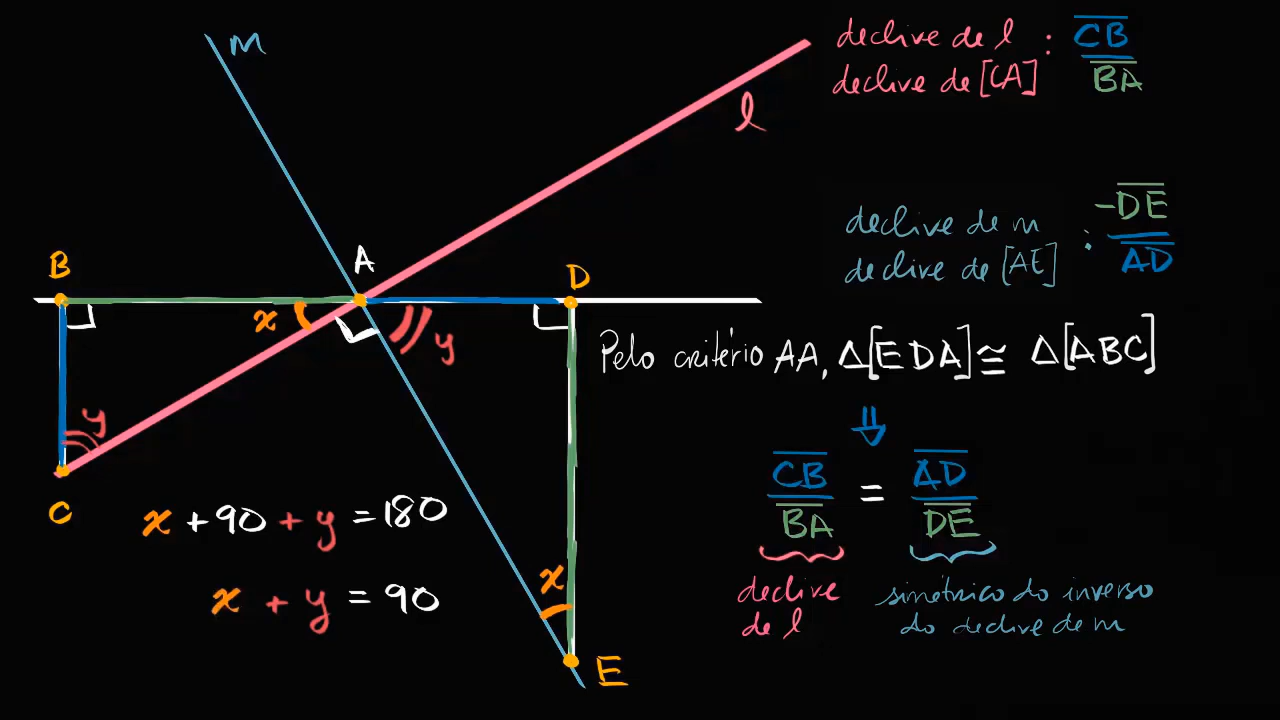 m
declive de l : CB / BA
declive de [CA]
l
declive de m : -DE / AD
declive de [AE]
B
A
D
x
y
Pelo critério AA, Δ[EDA] ≅ Δ[ABC]
y
⇓
CB / BA = AD / DE
C
x + 90 + y = 180
x
declive
de l
simétrico do inverso
do declive de m
x + y = 90
E